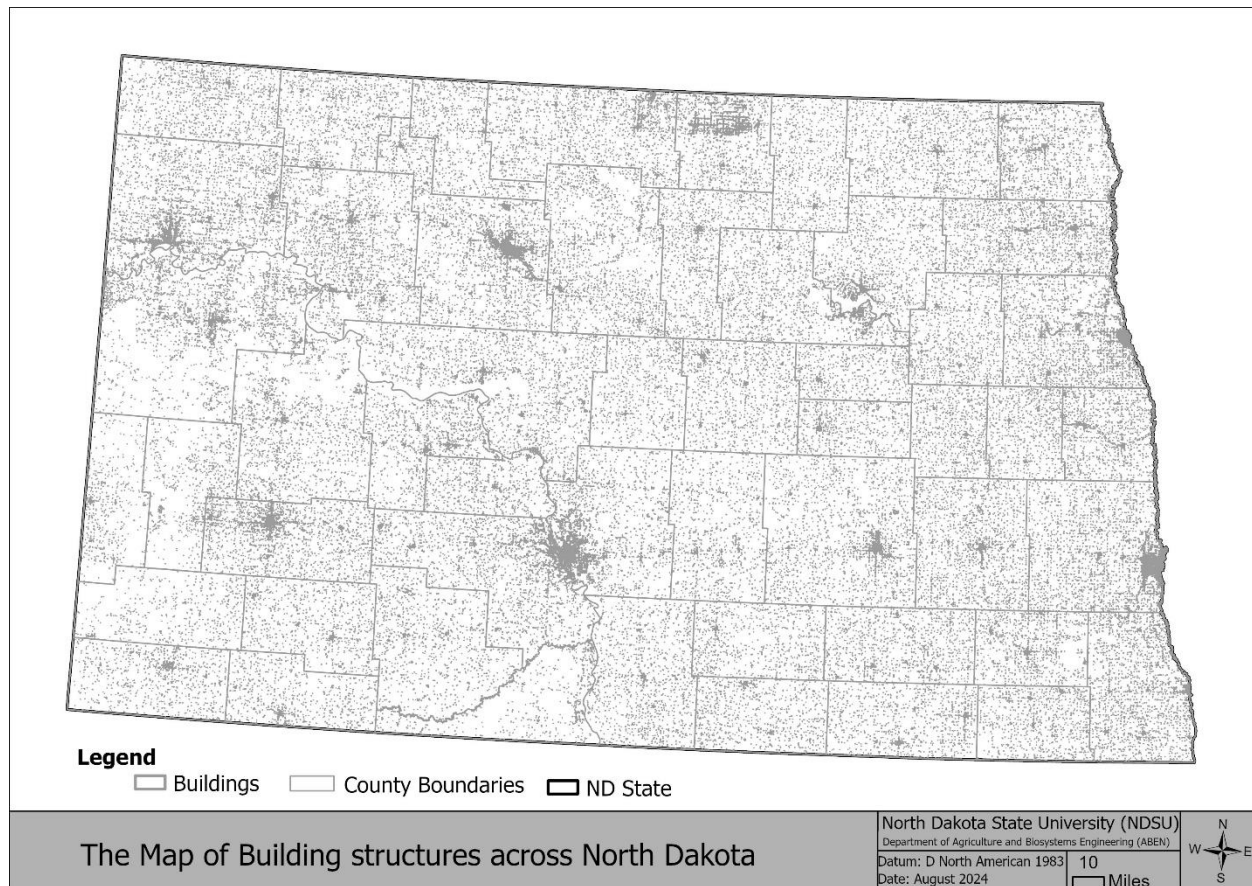 Legend
Buildings County Boundaries ND State
The Map of Building structures across North Dakota
North Dakota State University (NDSU)
Department of Agriculture and Biosystems Engineering (ABEN)
Datum: D North American 1983
Date: August 2024
10
Miles
N
W E
S